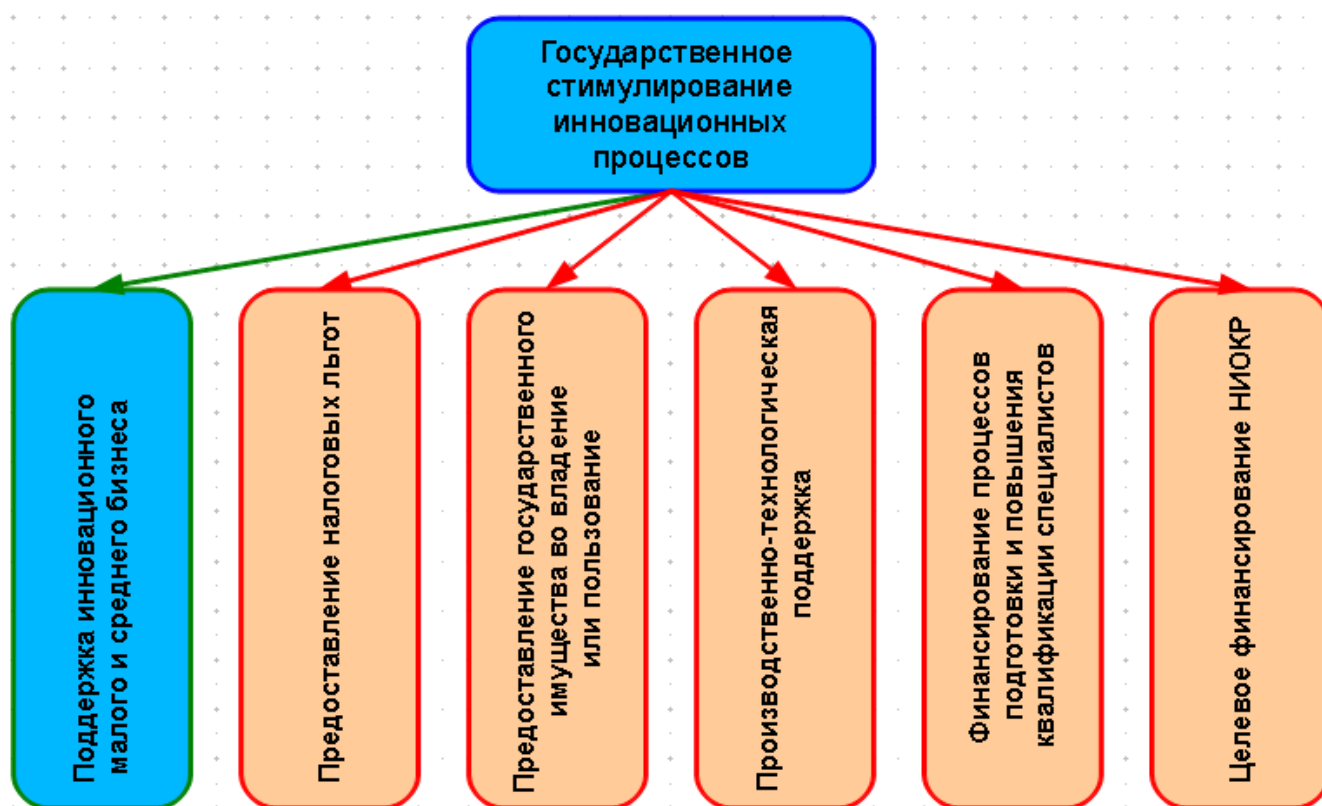 Государственное
стимулирование
инновационных
процессов
Поддержка инновационного
малого и среднего бизнеса
Предоставление налоговых льгот
Предоставление государственного
имущества во владение
или пользование
Производственно-технологическая
поддержка
Финансирование процессов
подготовки и повышения
квалификации специалистов
Целевое финансирование НИОКР